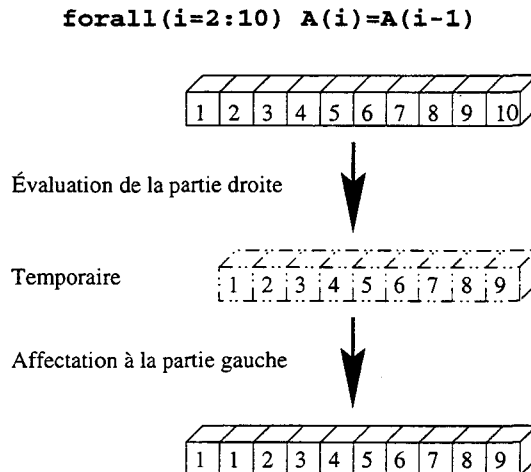 forall(i=2:10) A(i)=A(i-1)
1 2 3 4 5 6 7 8 9 10
Évaluation de la partie droite
Temporaire
1 2 3 4 5 6 7 8 9
Affectation à la partie gauche
1 1 2 3 4 5 6 7 8 9